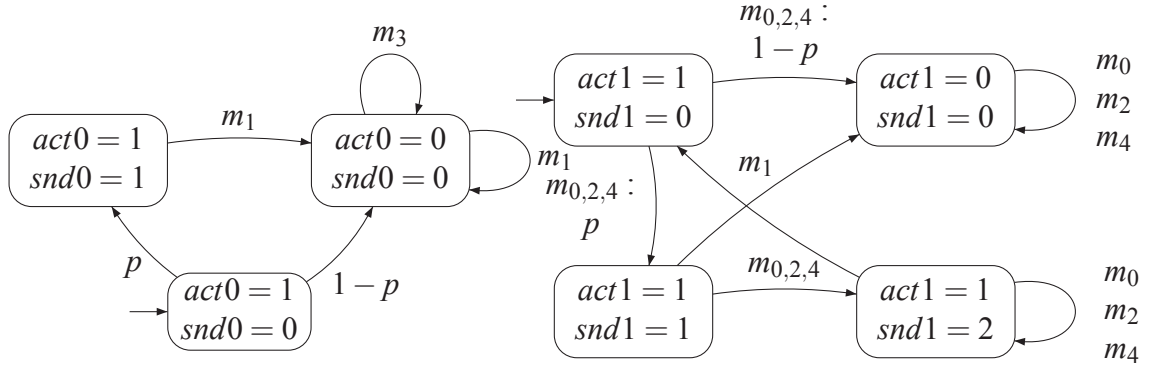 m₃
m₁
act0 = 1
snd0 = 1
act0 = 0
snd0 = 0
m₁
p
1 − p
act0 = 1
snd0 = 0
m₀,₂,₄ :
1 − p
act1 = 1
snd1 = 0
act1 = 0
snd1 = 0
m₀
m₂
m₄
m₁
m₀,₂,₄ :
p
m₀,₂,₄
act1 = 1
snd1 = 1
act1 = 1
snd1 = 2
m₀
m₂
m₄